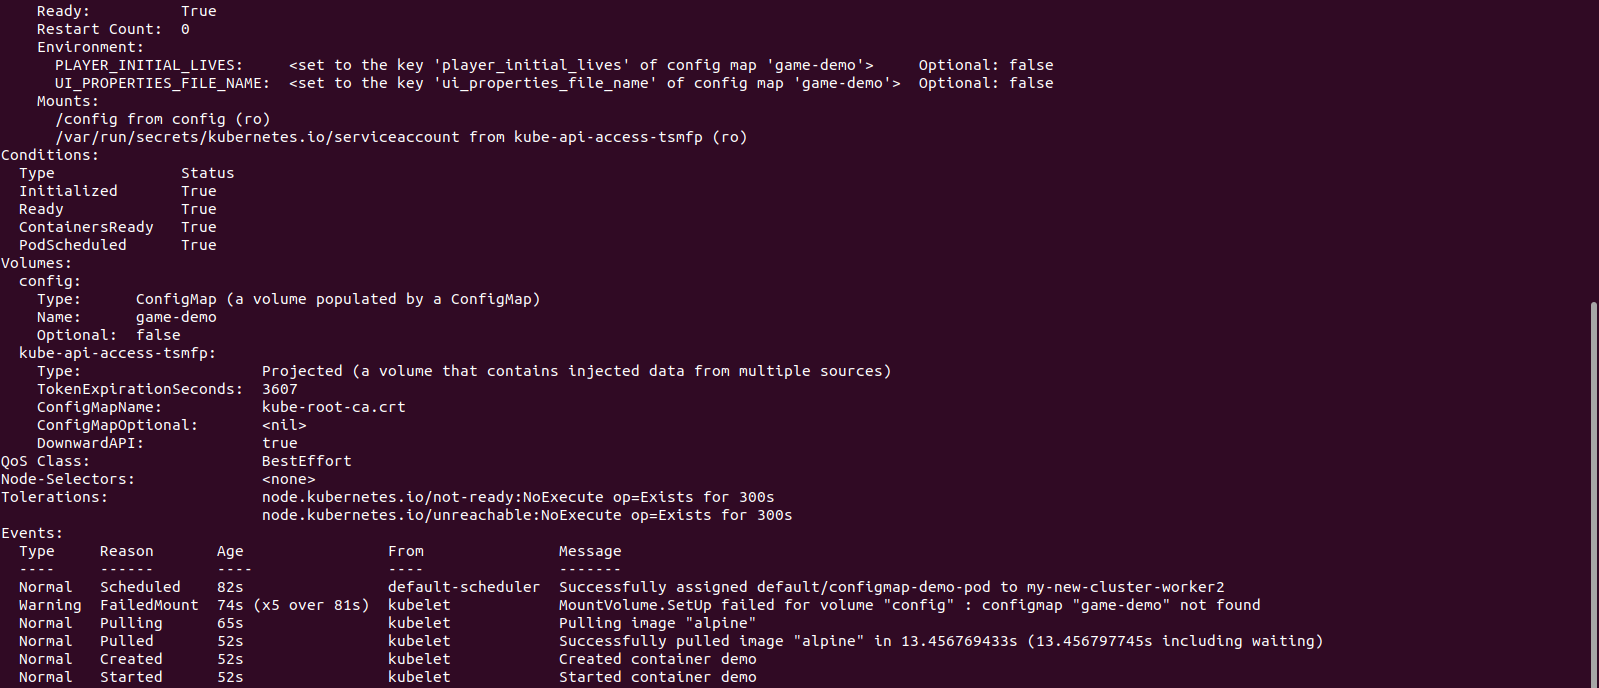 Ready:          True
    Restart Count:  0
    Environment:
      PLAYER_INITIAL_LIVES:     <set to the key 'player_initial_lives' of config map 'game-demo'>     Optional: false
      UI_PROPERTIES_FILE_NAME:  <set to the key 'ui_properties_file_name' of config map 'game-demo'>  Optional: false
    Mounts:
      /config from config (ro)
      /var/run/secrets/kubernetes.io/serviceaccount from kube-api-access-tsmfp (ro)
Conditions:
  Type              Status
  Initialized       True
  Ready             True
  ContainersReady   True
  PodScheduled      True
Volumes:
  config:
    Type:      ConfigMap (a volume populated by a ConfigMap)
    Name:      game-demo
    Optional:  false
  kube-api-access-tsmfp:
    Type:                    Projected (a volume that contains injected data from multiple sources)
    TokenExpirationSeconds:  3607
    ConfigMapName:           kube-root-ca.crt
    ConfigMapOptional:       <nil>
    DownwardAPI:             true
QoS Class:                   BestEffort
Node-Selectors:              <none>
Tolerations:                 node.kubernetes.io/not-ready:NoExecute op=Exists for 300s
                             node.kubernetes.io/unreachable:NoExecute op=Exists for 300s
Events:
  Type     Reason       Age                From               Message
  ----     ------       ----               ----               -------
  Normal   Scheduled    82s                default-scheduler  Successfully assigned default/configmap-demo-pod to my-new-cluster-worker2
  Warning  FailedMount  74s (x5 over 81s)  kubelet            MountVolume.SetUp failed for volume "config" : configmap "game-demo" not found
  Normal   Pulling      65s                kubelet            Pulling image "alpine"
  Normal   Pulled       52s                kubelet            Successfully pulled image "alpine" in 13.456769433s (13.456797745s including waiting)
  Normal   Created      52s                kubelet            Created container demo
  Normal   Started      52s                kubelet            Started container demo